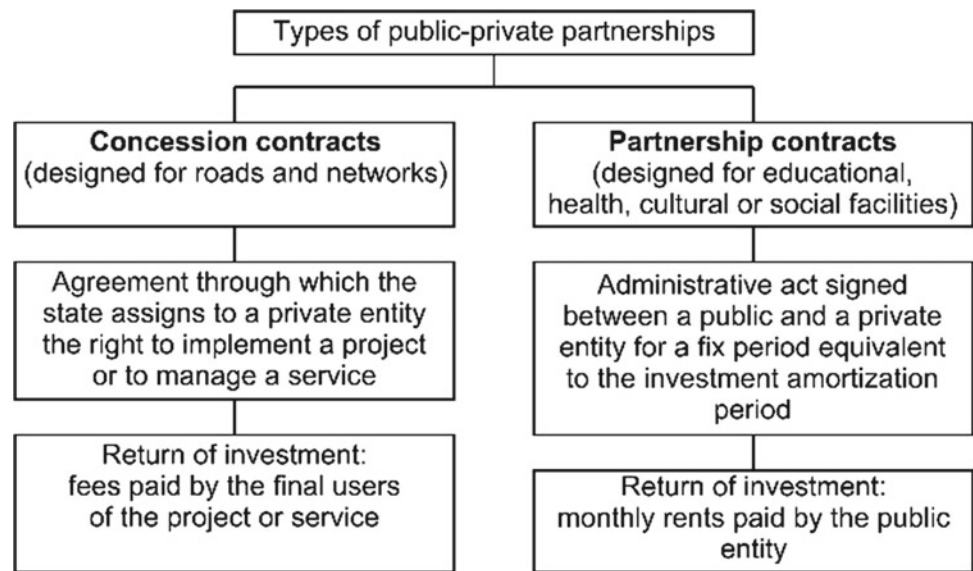 Types of public-private partnerships
Concession contracts
(designed for roads and networks)
Partnership contracts
(designed for educational,
health, cultural or social facilities)
Agreement through which the
state assigns to a private entity
the right to implement a project
or to manage a service
Administrative act signed
between a public and a private
entity for a fix period equivalent
to the investment amortization
period
Return of investment:
fees paid by the final users
of the project or service
Return of investment:
monthly rents paid by the public
entity